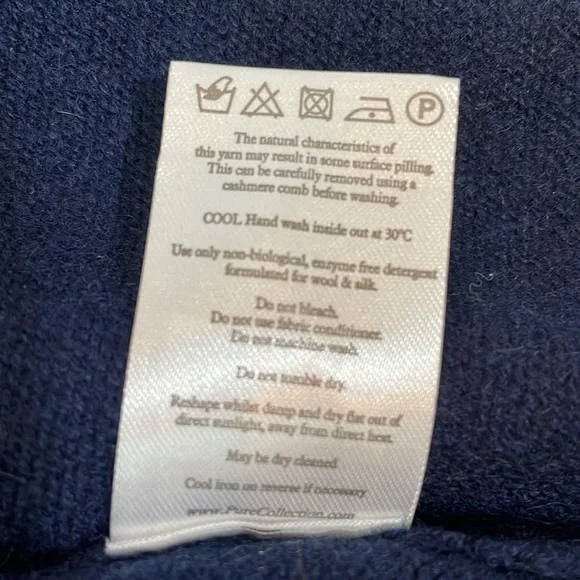 P
The natural characteristics of
this yarn may result in some surface pilling.
This can be carefully removed using a
cashmere comb before washing.
COOL Hand wash inside out at 30°C
Use only non-biological, enzyme free detergent
formulated for wool & silk.
Do not bleach.
Do not use fabric conditioner.
Do not machine wash.
Do not tumble dry.
Reshape whilst damp and dry flat out of
direct sunlight, away from direct heat.
May be dry cleaned
Cool iron on reverse if necessary
www.PureCollection.com